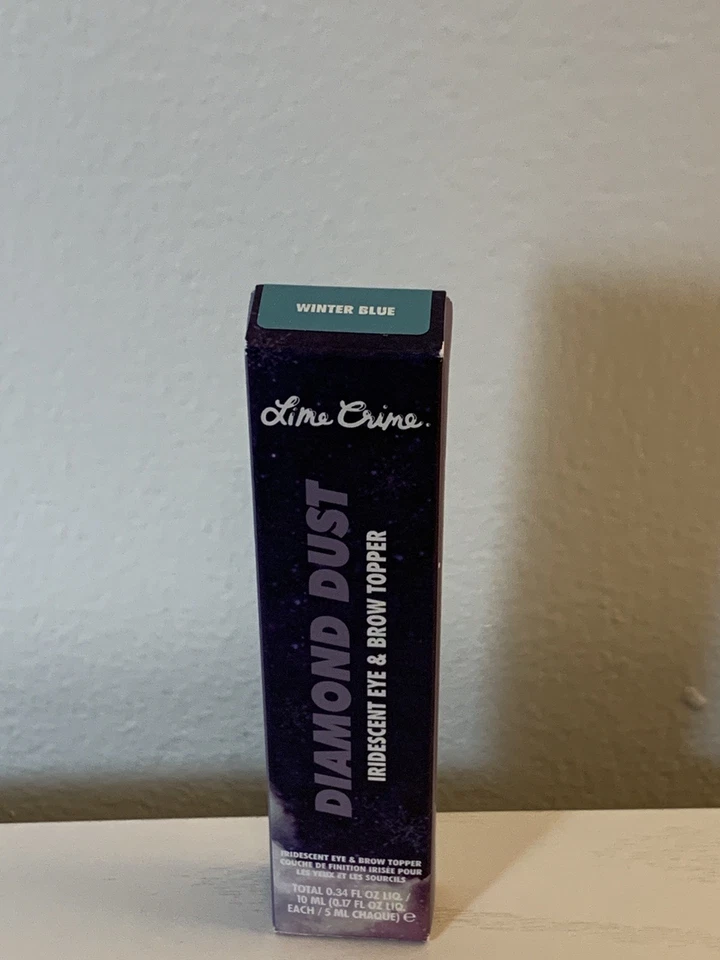 WINTER BLUE
Lime Crime.
DIAMOND DUST
IRIDESCENT EYE & BROW TOPPER
IRIDESCENT EYE & BROW TOPPER
COUCHE DE FINITION IRISÉE POUR
LES YEUX ET LES SOURCILS
TOTAL 0.34 FL OZ LIQ. /
10 ML (0.17 FL OZ LIQ.
EACH / 5 ML CHAQUE) ℮